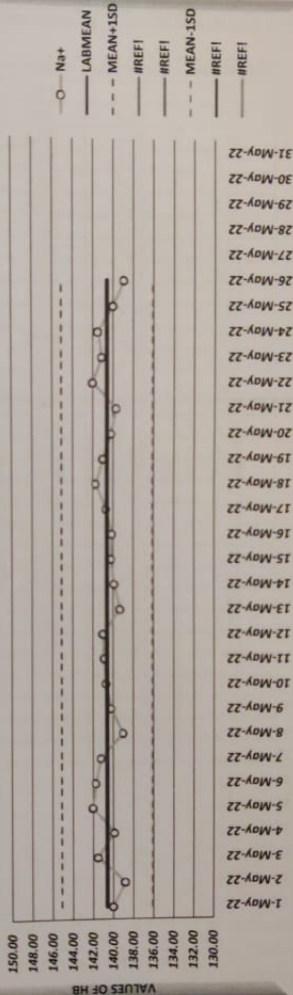 VALUES OF HB
150.00
148.00
146.00
144.00
142.00
140.00
138.00
136.00
134.00
132.00
130.00
1-May-22
2-May-22
3-May-22
4-May-22
5-May-22
6-May-22
7-May-22
8-May-22
9-May-22
10-May-22
11-May-22
12-May-22
13-May-22
14-May-22
15-May-22
16-May-22
17-May-22
18-May-22
19-May-22
20-May-22
21-May-22
22-May-22
23-May-22
24-May-22
25-May-22
26-May-22
27-May-22
28-May-22
29-May-22
30-May-22
31-May-22
Na+
LABMEAN
MEAN+1SD
#REF!
#REF!
MEAN-1SD
#REF!
#REF!